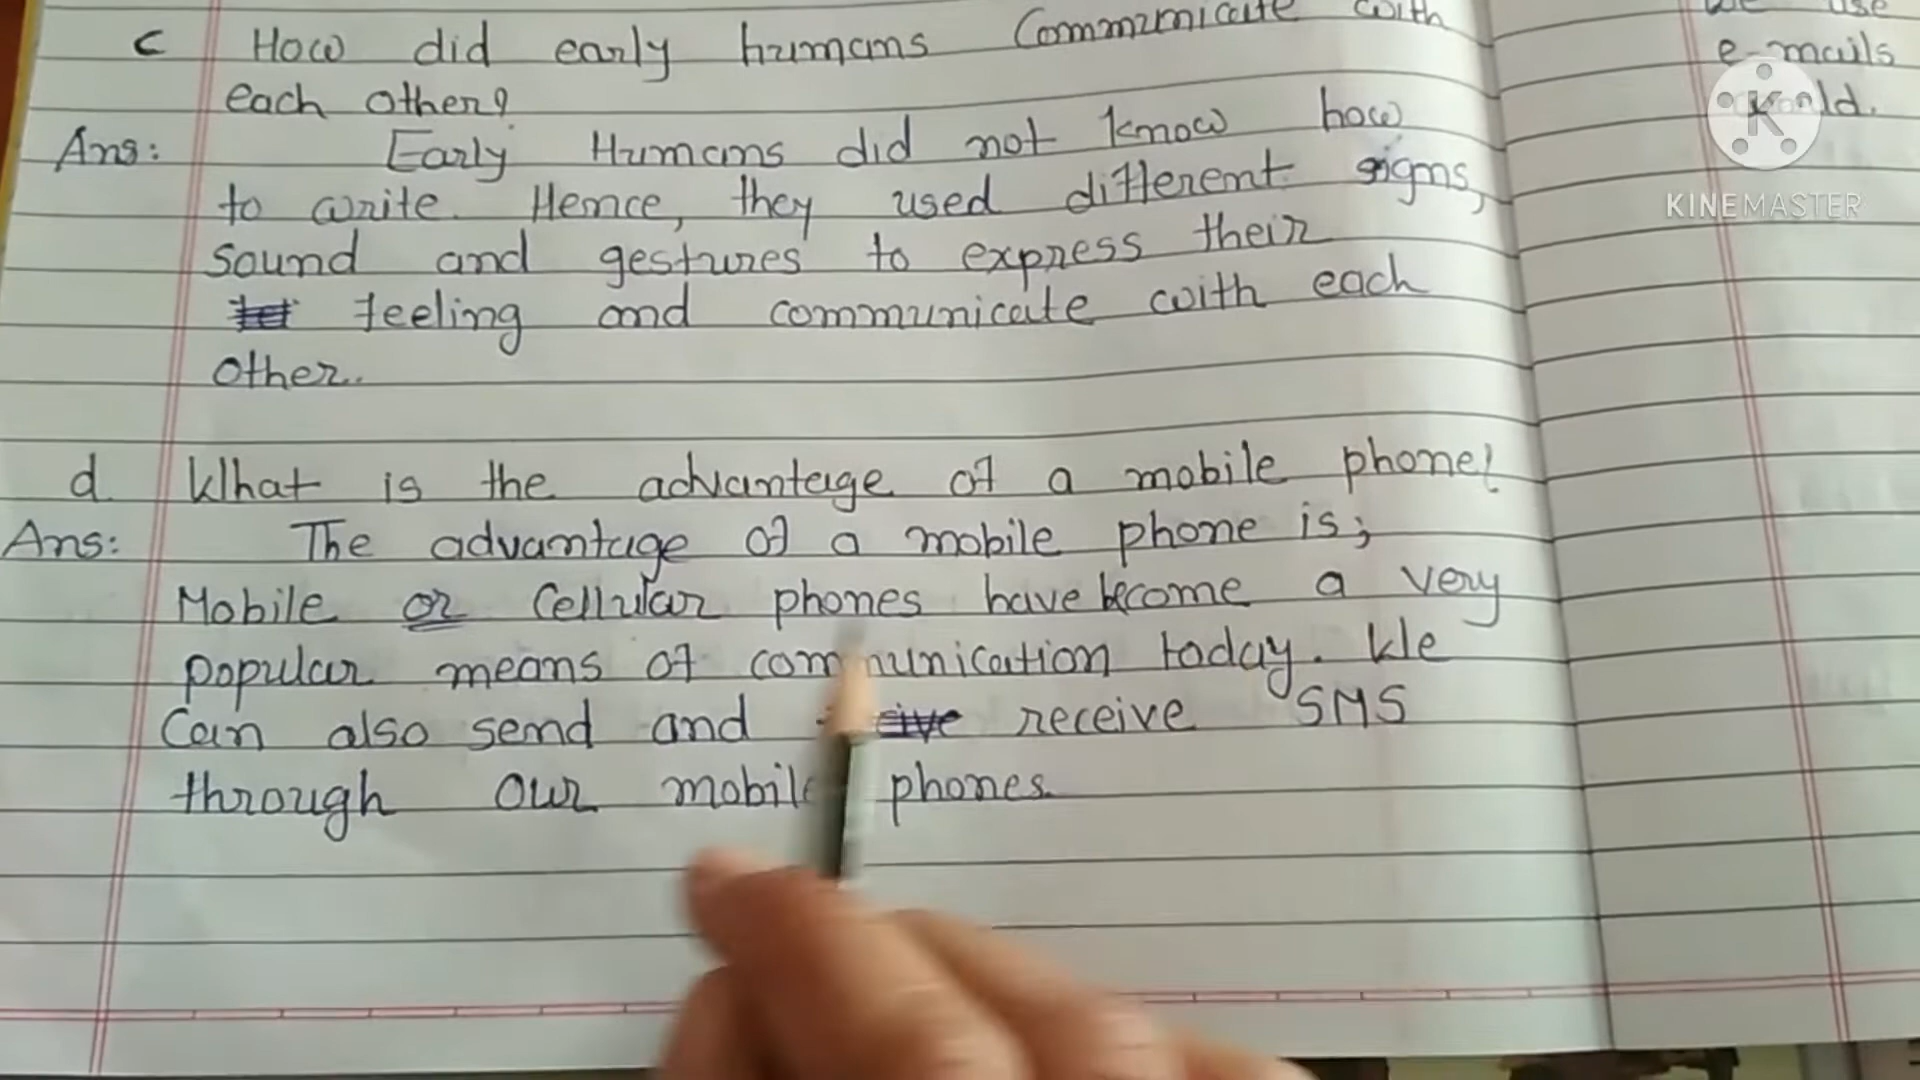 c How did early humans Communicate with
each other?
Ans: Early Humans did not know how
to write. Hence, they used different signs,
sound and gestures to express their
feeling and communicate with each
other.
d. What is the advantage of a mobile phone?
Ans: The advantage of a mobile phone is;
Mobile or Cellular phones have become a very
popular means of communication today. We
Can also send and receive SMS
through our mobile phones.
we use
e-mails
K
KINEMASTER